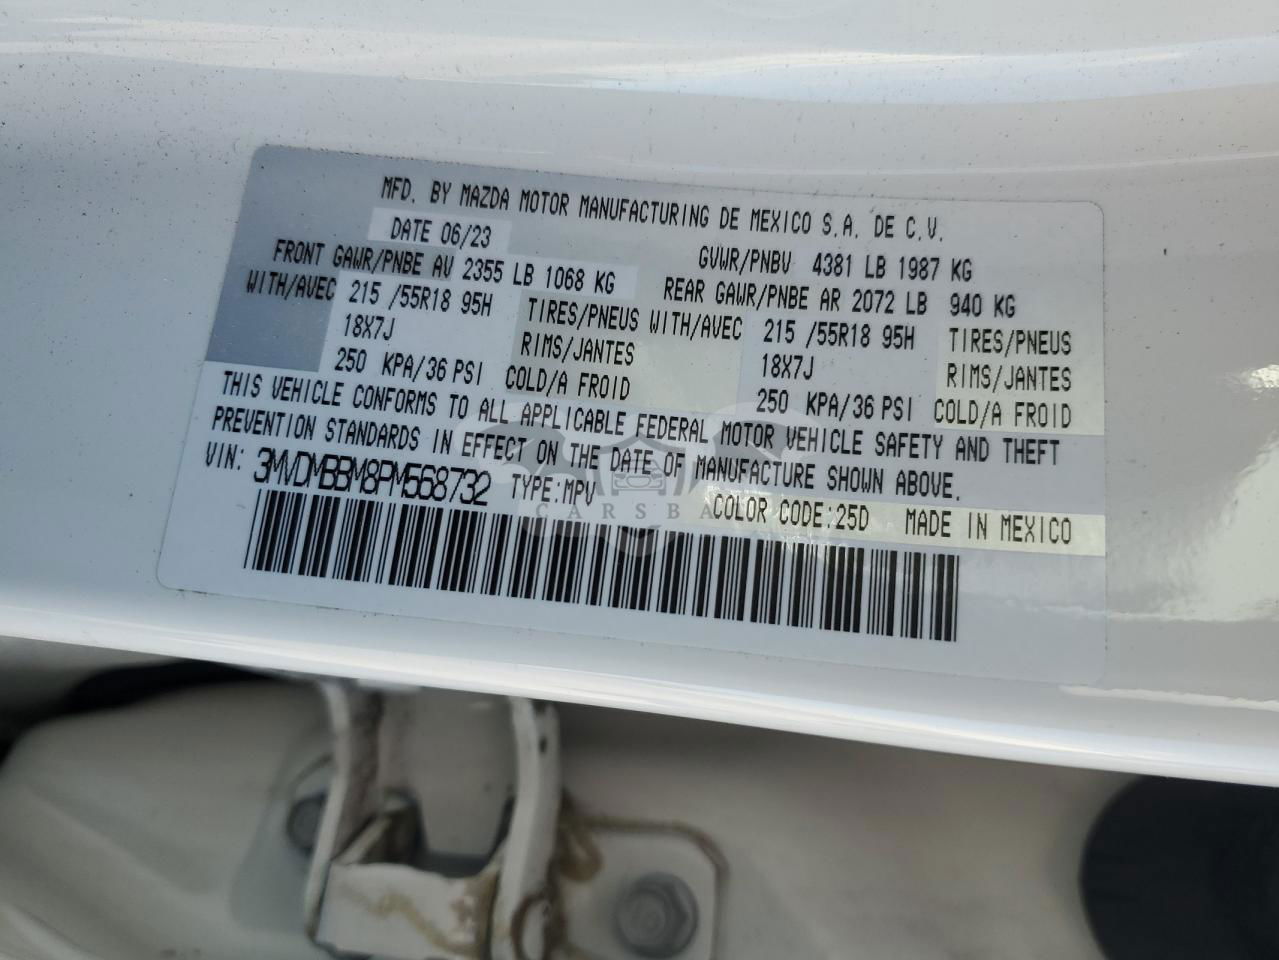 MFD. BY MAZDA MOTOR MANUFACTURING DE MEXICO S.A. DE C.V.
DATE 06/23 GVWR/PNBV 4381 LB 1987 KG
FRONT GAWR/PNBE AV 2355 LB 1068 KG REAR GAWR/PNBE AR 2072 LB 940 KG
WITH/AVEC 215 /55R18 95H TIRES/PNEUS WITH/AVEC 215 /55R18 95H TIRES/PNEUS
18X7J RIMS/JANTES 18X7J RIMS/JANTES
250 KPA/36 PSI COLD/A FROID 250 KPA/36 PSI COLD/A FROID
THIS VEHICLE CONFORMS TO ALL APPLICABLE FEDERAL MOTOR VEHICLE SAFETY AND THEFT
PREVENTION STANDARDS IN EFFECT ON THE DATE OF MANUFACTURE SHOWN ABOVE.
VIN: 3MVDMBBM8PM568732 TYPE:MPV COLOR CODE:25D MADE IN MEXICO